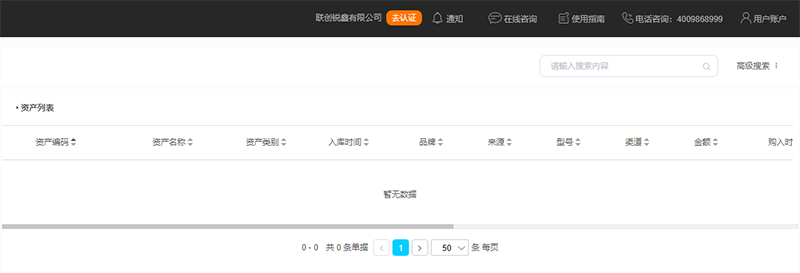 联创锐鑫有限公司 去认证 通知 在线咨询 使用指南 电话咨询：4009868999 用户账户
请输入搜索内容 高级搜索
• 资产列表
资产编码 资产名称 资产类别 入库时间 品牌 来源 型号 渠道 金额 购入时
暂无数据
0 - 0 共 0 条单据 1 50 条 每页